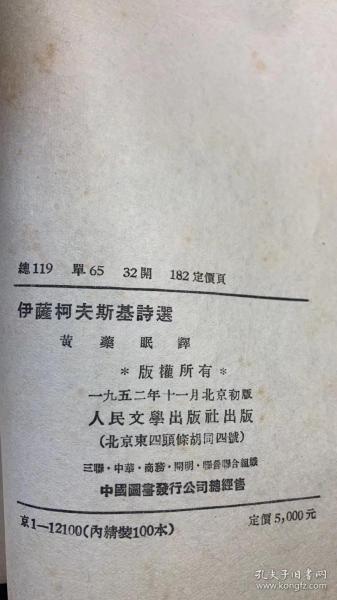 總119 單65 32開 182定價頁
伊薩柯夫斯基詩選
黃藥眠譯
*版權所有*
一九五二年十一月北京初版
人民文學出版社出版
(北京東四頭條胡同四號)
三聯·中華·商務·開明·聯營聯合組織
中國圖書發行公司總經售
京1—12100(內精裝100本) 定價5,000元
孔夫子旧书网